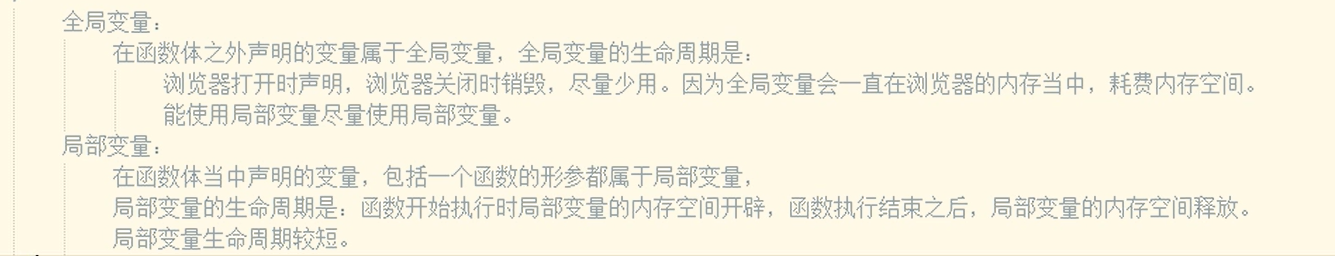 全局变量：
在函数体之外声明的变量属于全局变量，全局变量的生命周期是：
浏览器打开时声明，浏览器关闭时销毁，尽量少用。因为全局变量会一直在浏览器的内存当中，耗费内存空间。
能使用局部变量尽量使用局部变量。
局部变量：
在函数体当中声明的变量，包括一个函数的形参都属于局部变量，
局部变量的生命周期是：函数开始执行时局部变量的内存空间开辟，函数执行结束之后，局部变量的内存空间释放。
局部变量生命周期较短。